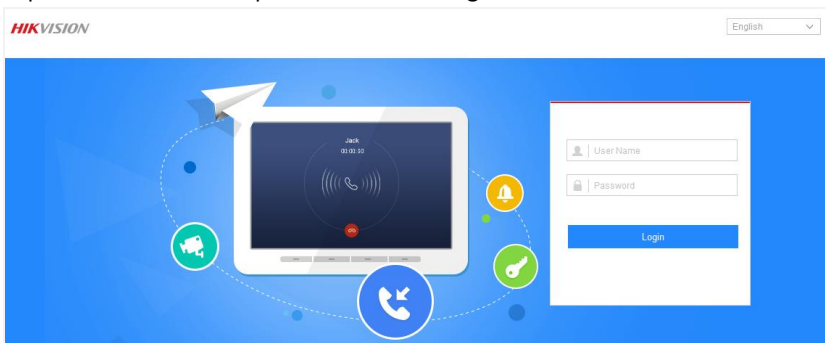 HIKVISION
English
Jack
00:00:30
User Name
Password
Login